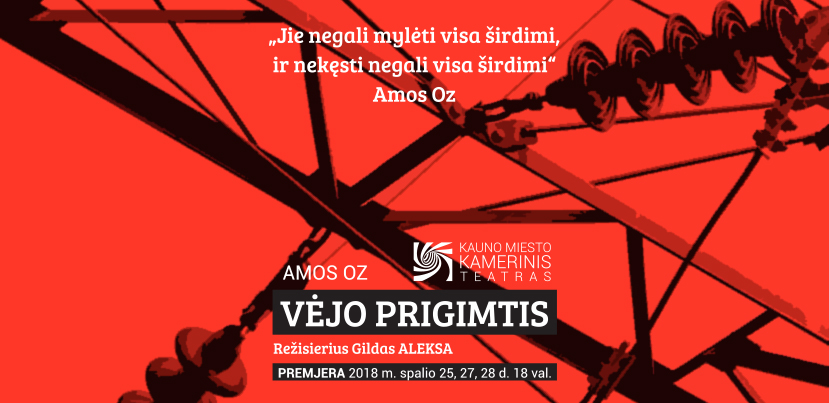 „Jie negali mylėti visa širdimi,
ir nekęsti negali visa širdimi“
Amos Oz
KAUNO MIESTO
KAMERINIS
TEATRAS
AMOS OZ
VĖJO PRIGIMTIS
Režisierius Gildas ALEKSA
PREMJERA 2018 m. spalio 25, 27, 28 d. 18 val.